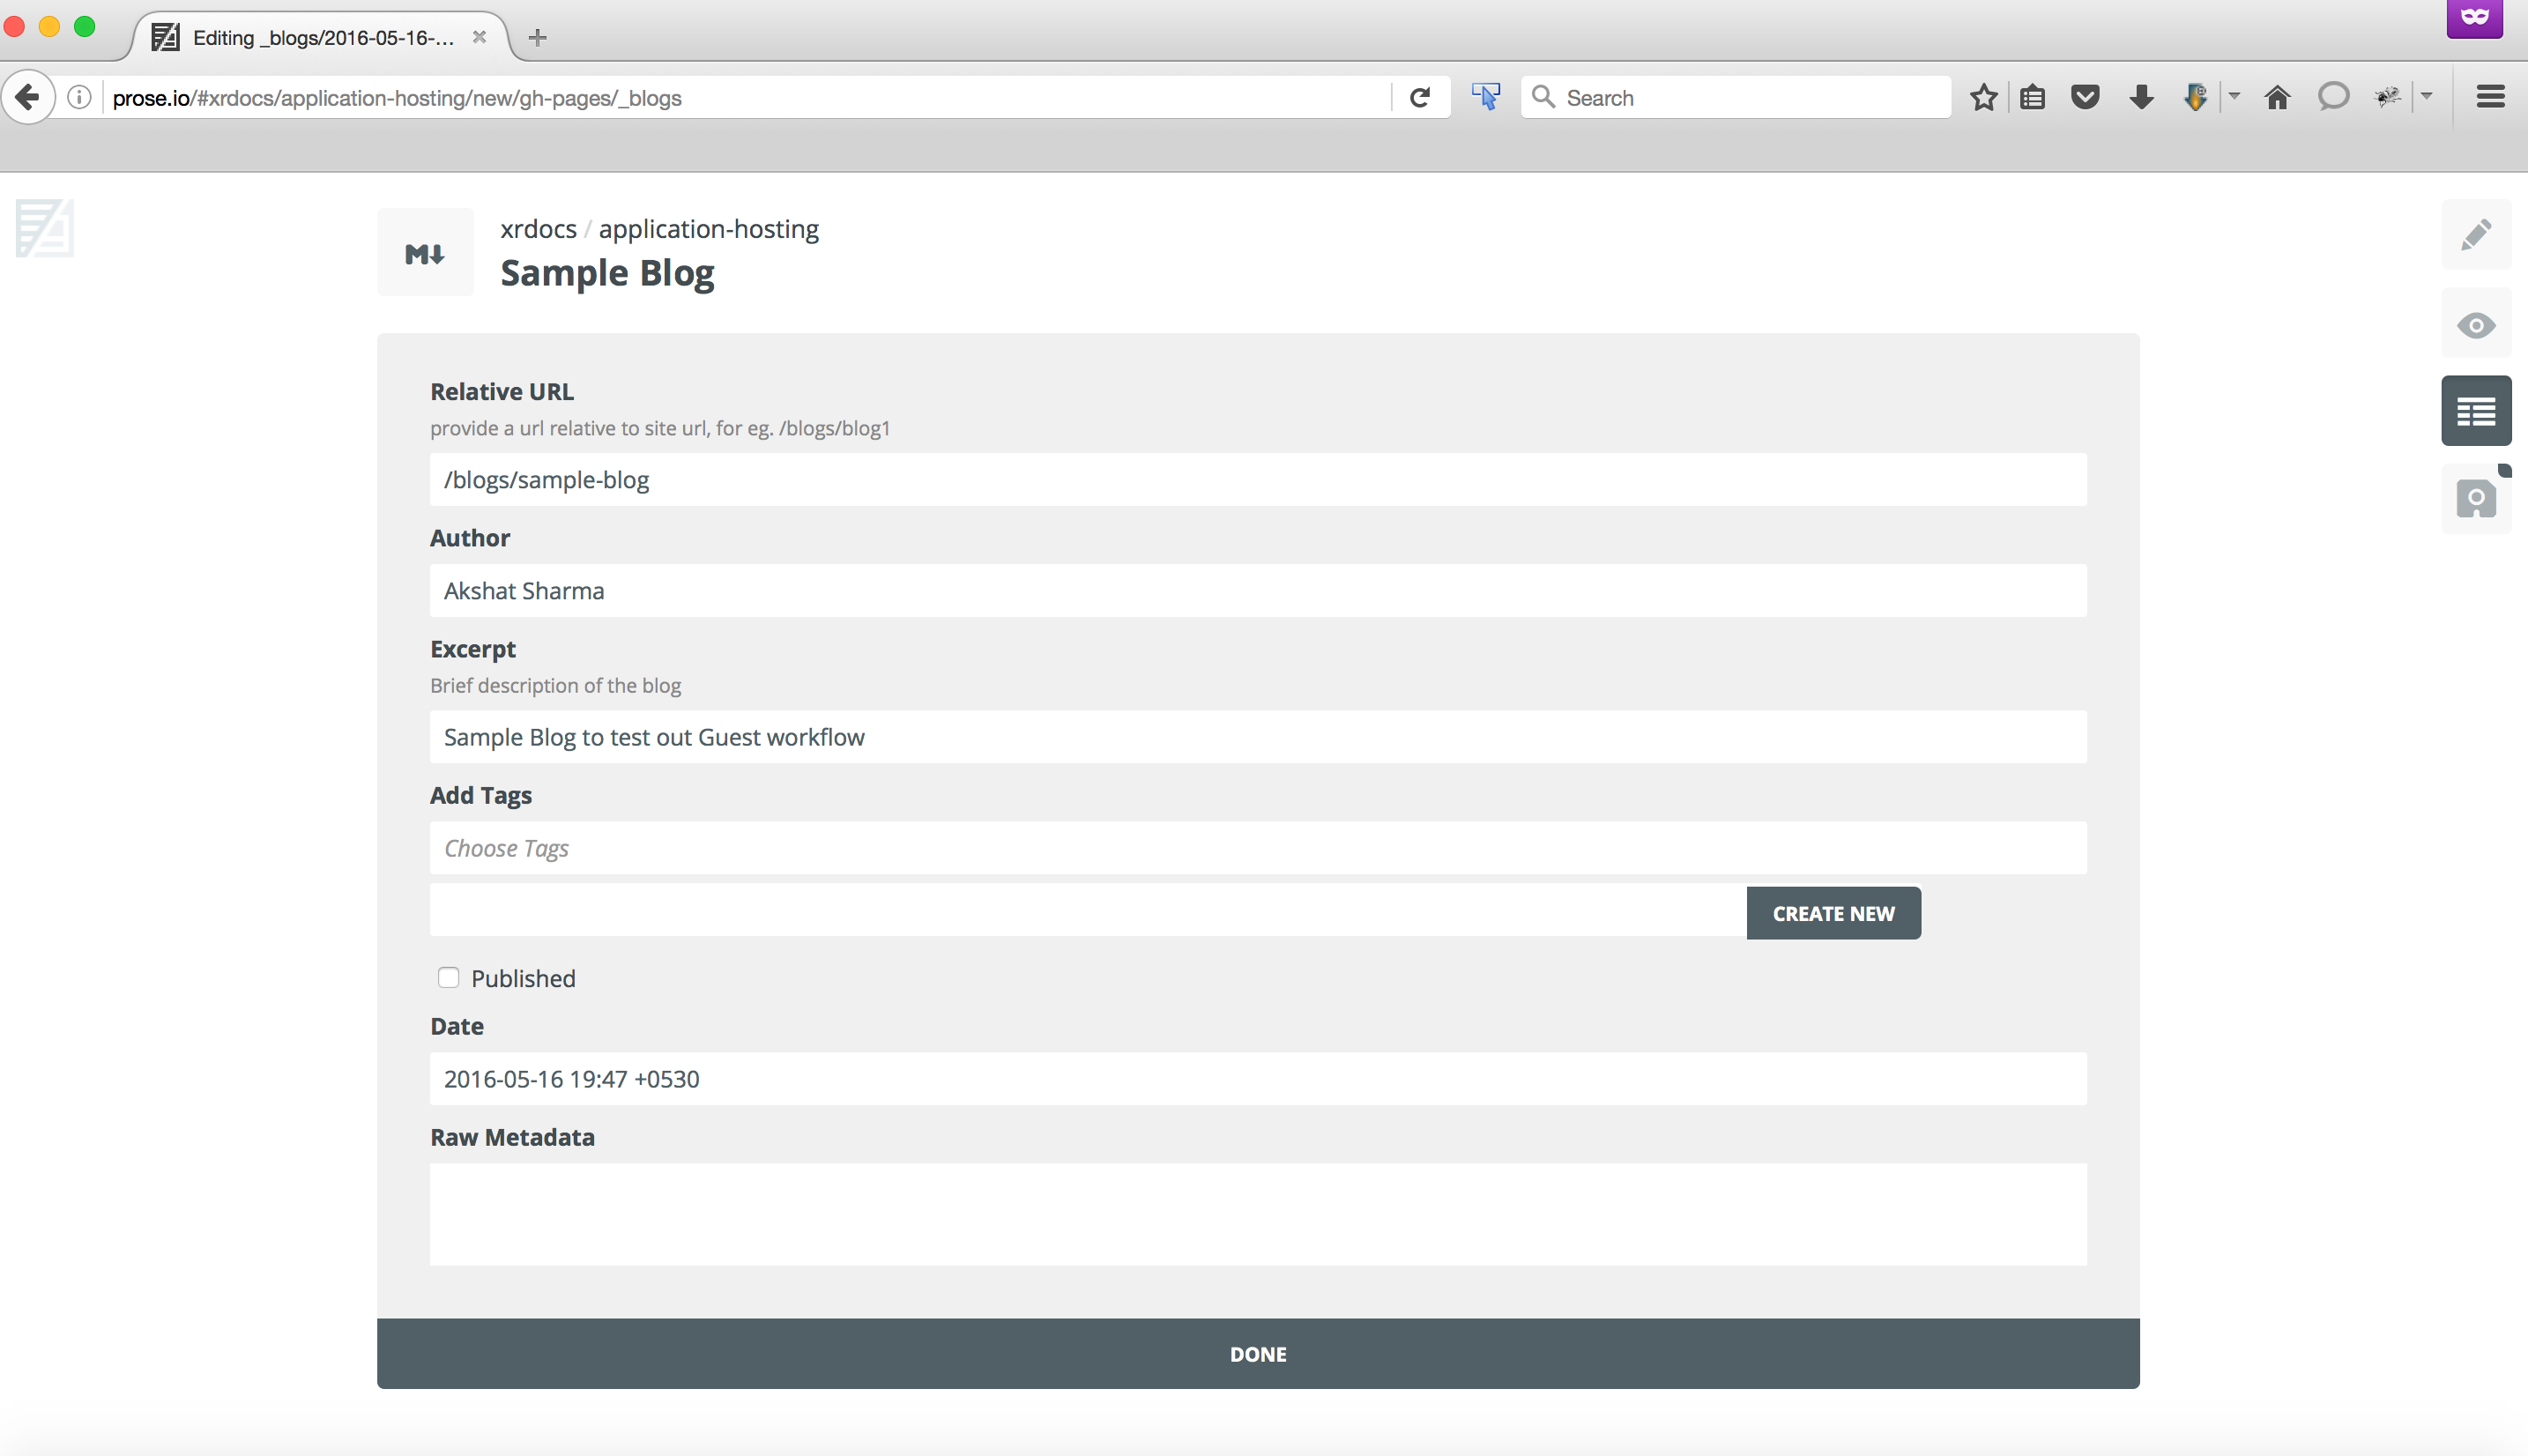 Editing _blogs/2016-05-16-...
prose.io/#xrdocs/application-hosting/new/gh-pages/_blogs
Search
xrdocs / application-hosting
M
Sample Blog
Relative URL
provide a url relative to site url, for eg. /blogs/blog1
/blogs/sample-blog
Author
Akshat Sharma
Excerpt
Brief description of the blog
Sample Blog to test out Guest workflow
Add Tags
Choose Tags
CREATE NEW
Published
Date
2016-05-16 19:47 +0530
Raw Metadata
DONE